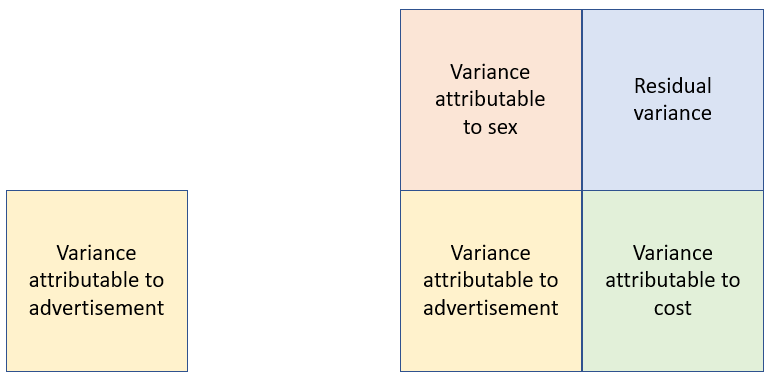 Variance
attributable
to sex
Residual
variance
Variance
attributable to
advertisement
Variance
attributable to
advertisement
Variance
attributable to
cost